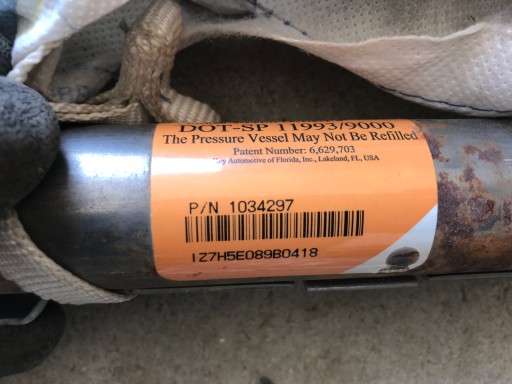 DOT-SP 11993/9000
The Pressure Vessel May Not Be Refilled
Patent Number: 6,629,703
Automotive of Florida, Inc., Lakeland, FL, USA
P/N 1034297
1Z7H5E089B0418